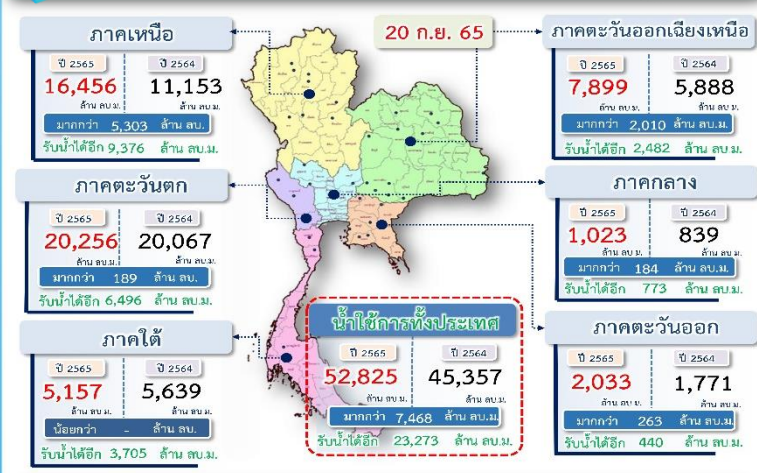 ภาคเหนือ
ปี 2565 ปี 2564
16,456 11,153
ล้าน ลบ.ม. ล้าน ลบ.ม.
มากกว่า 5,303 ล้าน ลบ.
รับน้ำได้อีก 9,376 ล้าน ลบ.ม.
20 ก.ย. 65
ภาคตะวันออกเฉียงเหนือ
ปี 2565 ปี 2564
7,899 5,888
ล้าน ลบ.ม. ล้าน ลบ.ม.
มากกว่า 2,010 ล้าน ลบ.ม.
รับน้ำได้อีก 2,482 ล้าน ลบ.ม.
ภาคตะวันตก
ปี 2565 ปี 2564
20,256 20,067
ล้าน ลบ.ม. ล้าน ลบ.ม.
มากกว่า 189 ล้าน ลบ.
รับน้ำได้อีก 6,496 ล้าน ลบ.ม.
ภาคกลาง
ปี 2565 ปี 2564
1,023 839
ล้าน ลบ.ม. ล้าน ลบ.ม.
มากกว่า 184 ล้าน ลบ.ม.
รับน้ำได้อีก 773 ล้าน ลบ.ม.
ภาคใต้
ปี 2565 ปี 2564
5,157 5,639
ล้าน ลบ.ม. ล้าน ลบ.ม.
น้อยกว่า - ล้าน ลบ.
รับน้ำได้อีก 3,705 ล้าน ลบ.ม.
น้ำใช้การทั้งประเทศ
ปี 2565 ปี 2564
52,825 45,357
ล้าน ลบ.ม. ล้าน ลบ.ม.
มากกว่า 7,468 ล้าน ลบ.ม.
รับน้ำได้อีก 23,273 ล้าน ลบ.ม.
ภาคตะวันออก
ปี 2565 ปี 2564
2,033 1,771
ล้าน ลบ.ม. ล้าน ลบ.ม.
มากกว่า 263 ล้าน ลบ.ม.
รับน้ำได้อีก 440 ล้าน ลบ.ม.